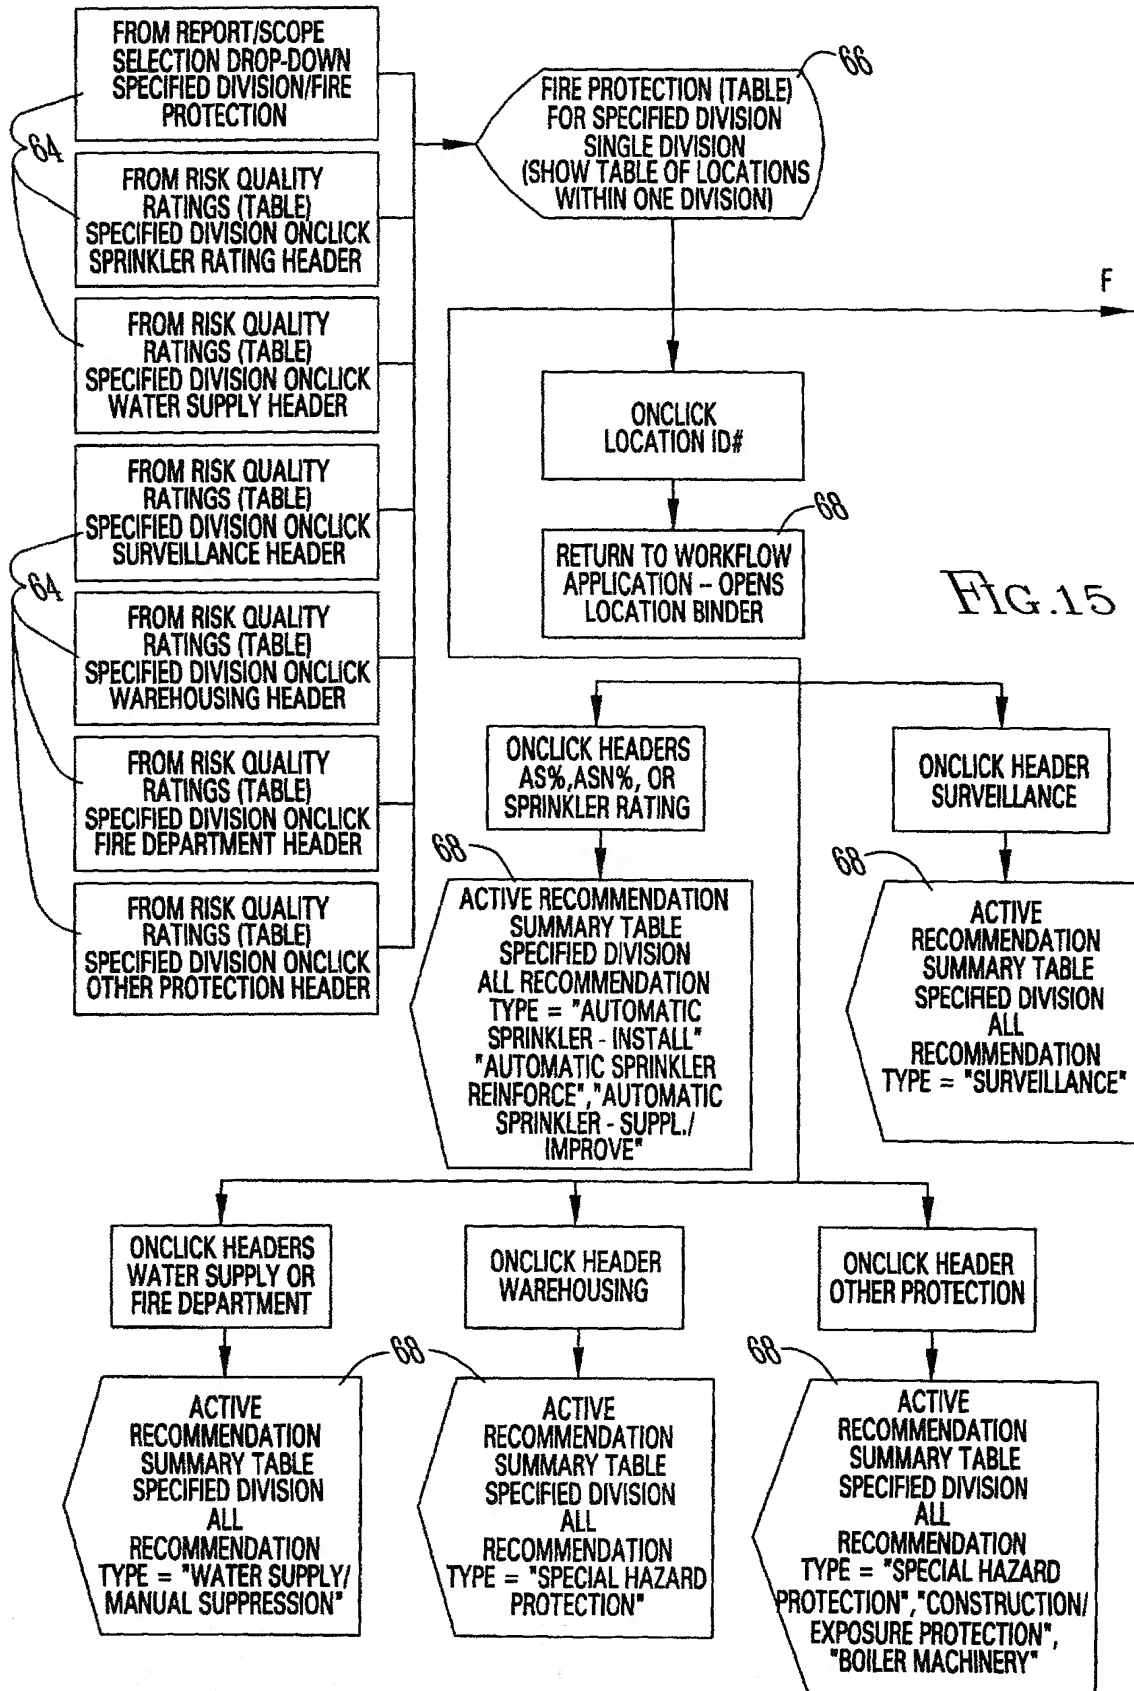 FROM REPORT/SCOPE
SELECTION DROP-DOWN
SPECIFIED DIVISION/FIRE
PROTECTION
64
FROM RISK QUALITY
RATINGS (TABLE)
SPECIFIED DIVISION ONCLICK
SPRINKLER RATING HEADER
FROM RISK QUALITY
RATINGS (TABLE)
SPECIFIED DIVISION ONCLICK
WATER SUPPLY HEADER
FROM RISK QUALITY
RATINGS (TABLE)
SPECIFIED DIVISION ONCLICK
SURVEILLANCE HEADER
64
FROM RISK QUALITY
RATINGS (TABLE)
SPECIFIED DIVISION ONCLICK
WAREHOUSING HEADER
FROM RISK QUALITY
RATINGS (TABLE)
SPECIFIED DIVISION ONCLICK
FIRE DEPARTMENT HEADER
FROM RISK QUALITY
RATINGS (TABLE)
SPECIFIED DIVISION ONCLICK
OTHER PROTECTION HEADER
66
FIRE PROTECTION (TABLE)
FOR SPECIFIED DIVISION
SINGLE DIVISION
(SHOW TABLE OF LOCATIONS
WITHIN ONE DIVISION)
F
ONCLICK
LOCATION ID#
68
RETURN TO WORKFLOW
APPLICATION -- OPENS
LOCATION BINDER
FIG.15
ONCLICK HEADERS
AS%,ASN%, OR
SPRINKLER RATING
ONCLICK HEADER
SURVEILLANCE
68
ACTIVE RECOMMENDATION
SUMMARY TABLE
SPECIFIED DIVISION
ALL RECOMMENDATION
TYPE = "AUTOMATIC
SPRINKLER - INSTALL"
"AUTOMATIC SPRINKLER
REINFORCE","AUTOMATIC
SPRINKLER - SUPPL./
IMPROVE"
68
ACTIVE
RECOMMENDATION
SUMMARY TABLE
SPECIFIED DIVISION
ALL
RECOMMENDATION
TYPE = "SURVEILLANCE"
ONCLICK HEADERS
WATER SUPPLY OR
FIRE DEPARTMENT
ONCLICK HEADER
WAREHOUSING
ONCLICK HEADER
OTHER PROTECTION
68
68
ACTIVE
RECOMMENDATION
SUMMARY TABLE
SPECIFIED DIVISION
ALL
RECOMMENDATION
TYPE = "WATER SUPPLY/
MANUAL SUPPRESSION"
ACTIVE
RECOMMENDATION
SUMMARY TABLE
SPECIFIED DIVISION
ALL
RECOMMENDATION
TYPE = "SPECIAL HAZARD
PROTECTION"
ACTIVE
RECOMMENDATION
SUMMARY TABLE
SPECIFIED DIVISION
ALL
RECOMMENDATION
TYPE = "SPECIAL HAZARD
PROTECTION","CONSTRUCTION/
EXPOSURE PROTECTION",
"BOILER MACHINERY"